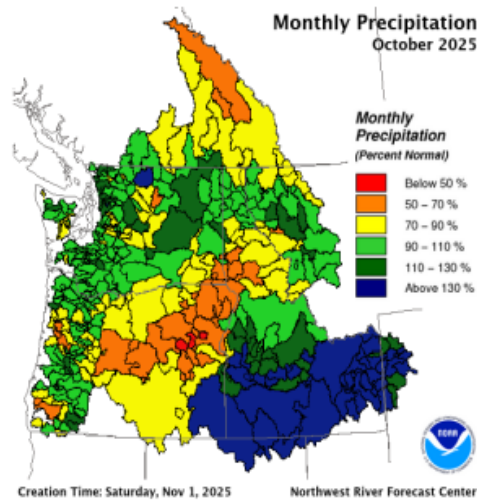 Monthly Precipitation
October 2025
Monthly
Precipitation
(Percent Normal)
Below 50 %
50 – 70 %
70 – 90 %
90 – 110 %
110 – 130 %
Above 130 %
NOAA
Creation Time: Saturday, Nov 1, 2025
Northwest River Forecast Center